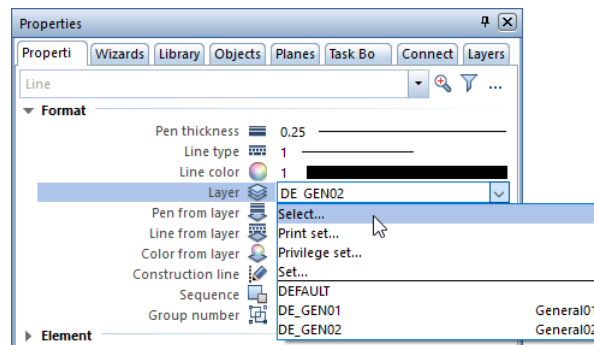 Properties
Properti Wizards Library Objects Planes Task Bo Connect Layers
Line
Format
Pen thickness 0.25
Line type 1
Line color 1
Layer DE_GEN02
Pen from layer Select...
Line from layer Print set...
Color from layer Privilege set...
Construction line Set...
Sequence DEFAULT
Group number DE_GEN01 General01
DE_GEN02 General02
Element